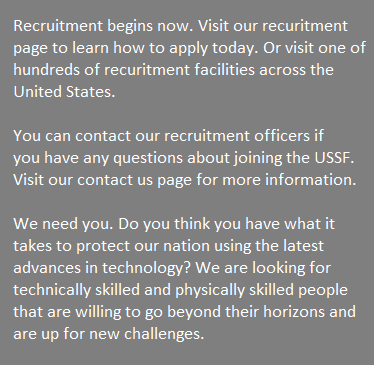 Recruitment begins now. Visit our recuritment
page to learn how to apply today. Or visit one of
hundreds of recuritment facilities across the
United States.
You can contact our recruitment officers if
you have any questions about joining the USSF.
Visit our contact us page for more information.
We need you. Do you think you have what it
takes to protect our nation using the latest
advances in technology? We are looking for
technically skilled and physically skilled people
that are willing to go beyond their horizons and
are up for new challenges.